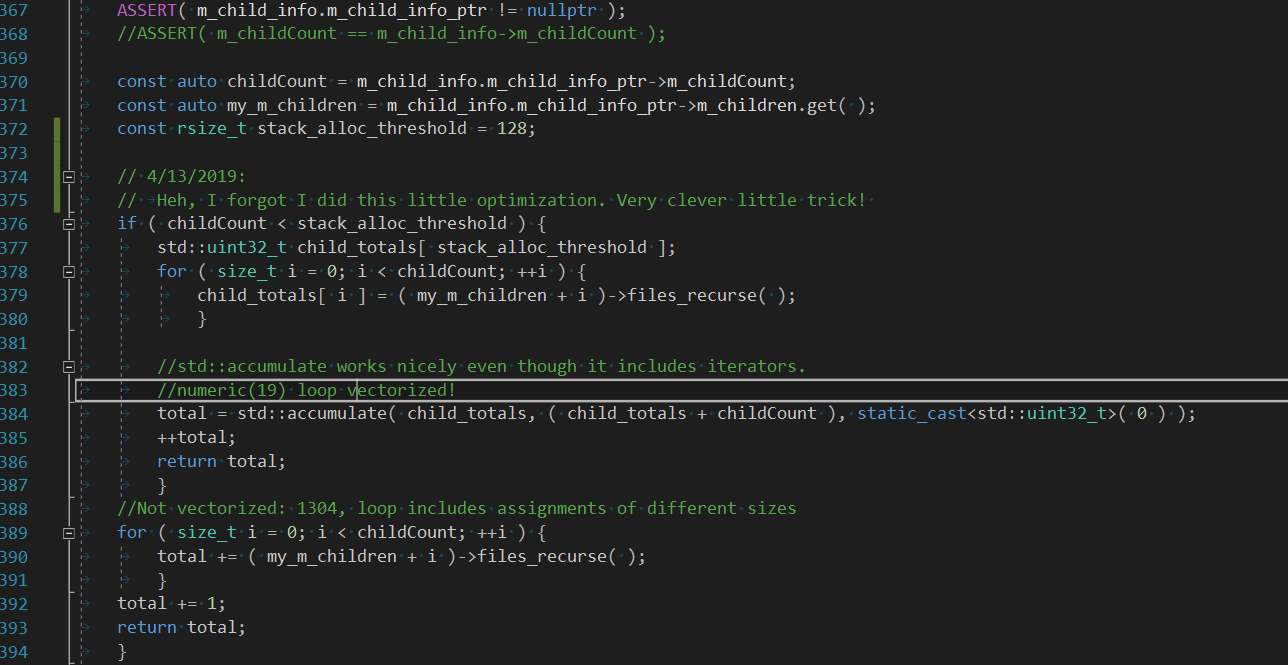 367 ASSERT( m_child_info.m_child_info_ptr != nullptr );
368 //ASSERT( m_childCount == m_child_info->m_childCount );
369
370 const auto childCount = m_child_info.m_child_info_ptr->m_childCount;
371 const auto my_m_children = m_child_info.m_child_info_ptr->m_children.get( );
372 const rsize_t stack_alloc_threshold = 128;
373
374 // 4/13/2019:
375 // Heh, I forgot I did this little optimization. Very clever little trick!
376 if ( childCount < stack_alloc_threshold ) {
377 std::uint32_t child_totals[ stack_alloc_threshold ];
378 for ( size_t i = 0; i < childCount; ++i ) {
379 child_totals[ i ] = ( my_m_children + i )->files_recurse( );
380 }
381
382 //std::accumulate works nicely even though it includes iterators.
383 //numeric(19) loop vectorized!
384 total = std::accumulate( child_totals, ( child_totals + childCount ), static_cast<std::uint32_t>( 0 ) );
385 ++total;
386 return total;
387 }
388 //Not vectorized: 1304, loop includes assignments of different sizes
389 for ( size_t i = 0; i < childCount; ++i ) {
390 total += ( my_m_children + i )->files_recurse( );
391 }
392 total += 1;
393 return total;
394 }